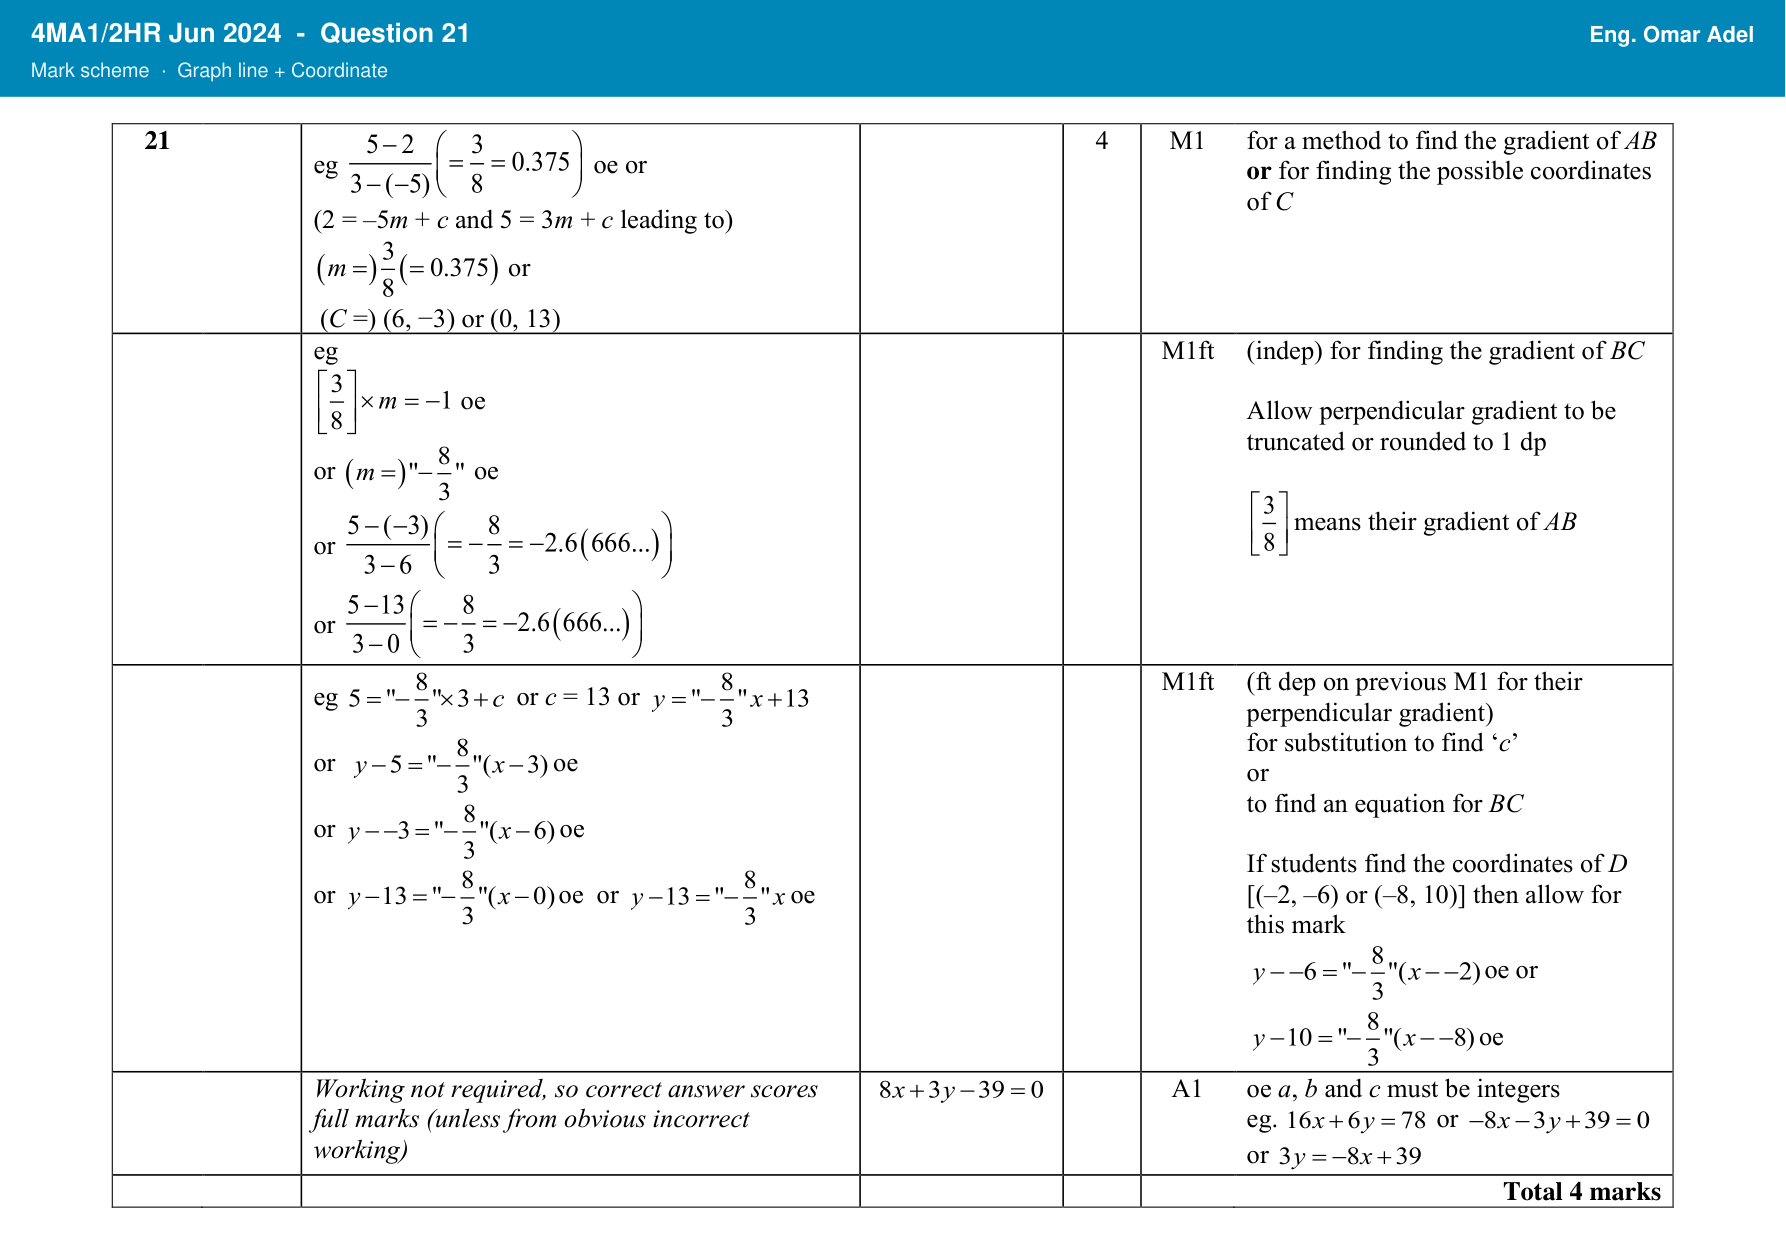 4MA1/2HR Jun 2024 - Question 21
Eng. Omar Adel
Mark scheme · Graph line + Coordinate
21
eg (5 − 2)/(3 − (−5)) (= 3/8 = 0.375) oe or
(2 = –5m + c and 5 = 3m + c leading to)
(m =) 3/8 (= 0.375) or
(C =) (6, −3) or (0, 13)
4
M1
for a method to find the gradient of AB
or for finding the possible coordinates
of C
eg
[3/8] × m = −1 oe
or (m =)"− 8/3" oe
or (5 − (−3))/(3 − 6) (= − 8/3 = −2.6(666...))
or (5 − 13)/(3 − 0) (= − 8/3 = −2.6(666...))
M1ft
(indep) for finding the gradient of BC
Allow perpendicular gradient to be
truncated or rounded to 1 dp
[3/8] means their gradient of AB
eg 5 = "− 8/3" × 3 + c or c = 13 or y = "− 8/3" x + 13
or y − 5 = "− 8/3"(x − 3) oe
or y − −3 = "− 8/3"(x − 6) oe
or y − 13 = "− 8/3"(x − 0) oe or y − 13 = "− 8/3" x oe
M1ft
(ft dep on previous M1 for their
perpendicular gradient)
for substitution to find ‘c’
or
to find an equation for BC
If students find the coordinates of D
[(–2, –6) or (–8, 10)] then allow for
this mark
y − −6 = "− 8/3"(x − −2) oe or
y − 10 = "− 8/3"(x − −8) oe
Working not required, so correct answer scores
full marks (unless from obvious incorrect
working)
8x + 3y − 39 = 0
A1
oe a, b and c must be integers
eg. 16x + 6y = 78 or −8x − 3y + 39 = 0
or 3y = −8x + 39
Total 4 marks